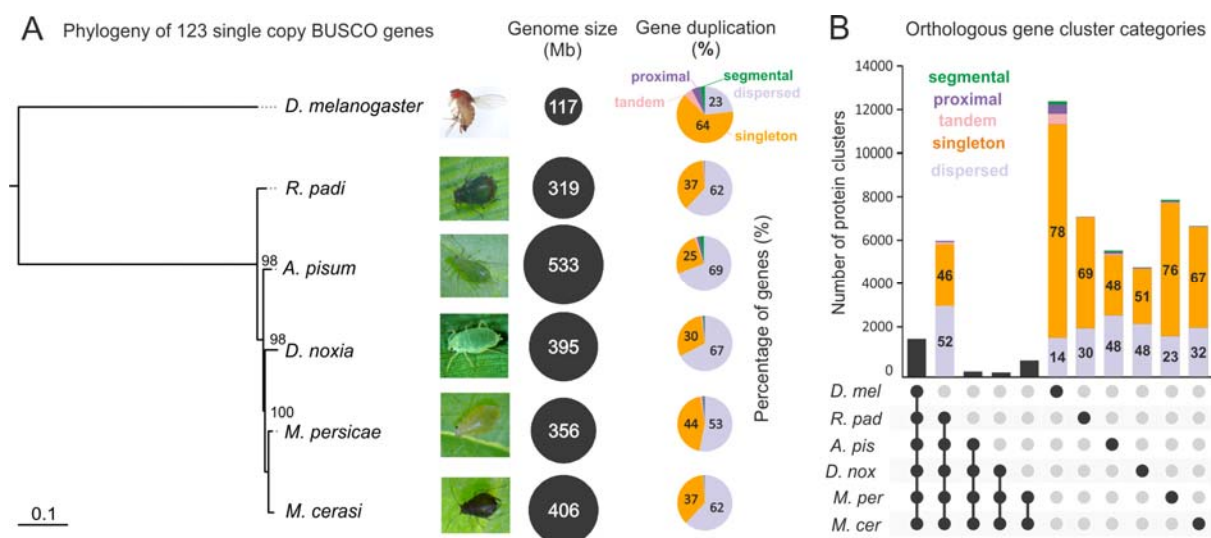 A Phylogeny of 123 single copy BUSCO genes
Genome size
(Mb)
Gene duplication
(%)
D. melanogaster
117
proximal
segmental
tandem
dispersed
singleton
23
64
R. padi
319
37
62
98
A. pisum
533
25
69
98
D. noxia
395
30
67
100
M. persicae
356
44
53
M. cerasi
406
37
62
0.1
Percentage of genes (%)
B Orthologous gene cluster categories
Number of protein clusters
14000
12000
10000
8000
6000
4000
2000
0
segmental
proximal
tandem
singleton
dispersed
46
52
78
14
69
30
48
48
51
48
76
23
67
32
D. mel
R. pad
A. pis
D. nox
M. per
M. cer